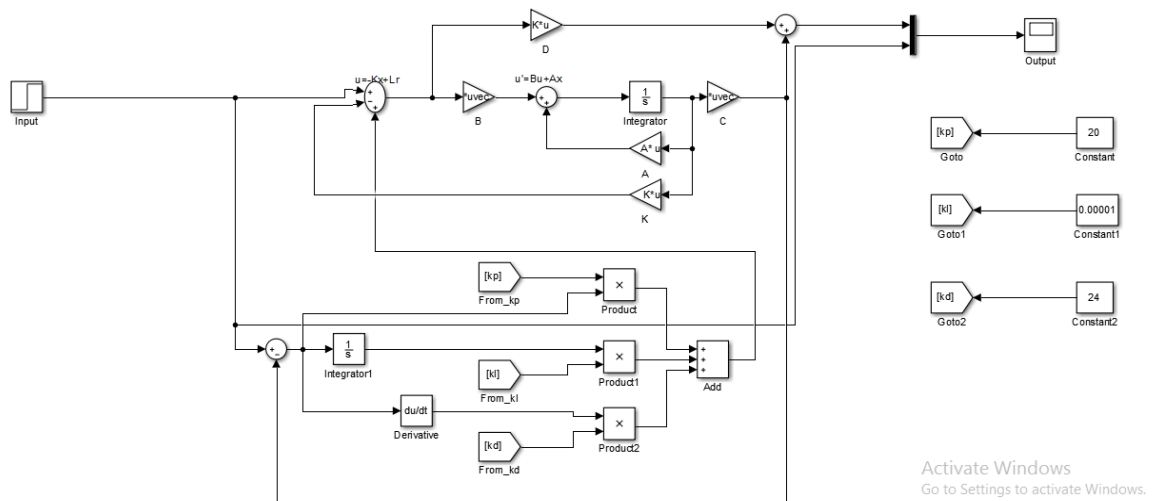 K*u
D
Output
u=-Kx+Lr
u'=Bu+Ax
Input
*uvec
B
1
s
Integrator
*uvec
C
A* u
A
K*u
K
[kp]
Goto
20
Constant
[kI]
Goto1
0.00001
Constant1
[kd]
Goto2
24
Constant2
[kp]
From_kp
×
Product
1
s
Integrator1
[kI]
From_kI
×
Product1
Add
du/dt
Derivative
[kd]
From_kd
×
Product2
Activate Windows
Go to Settings to activate Windows.